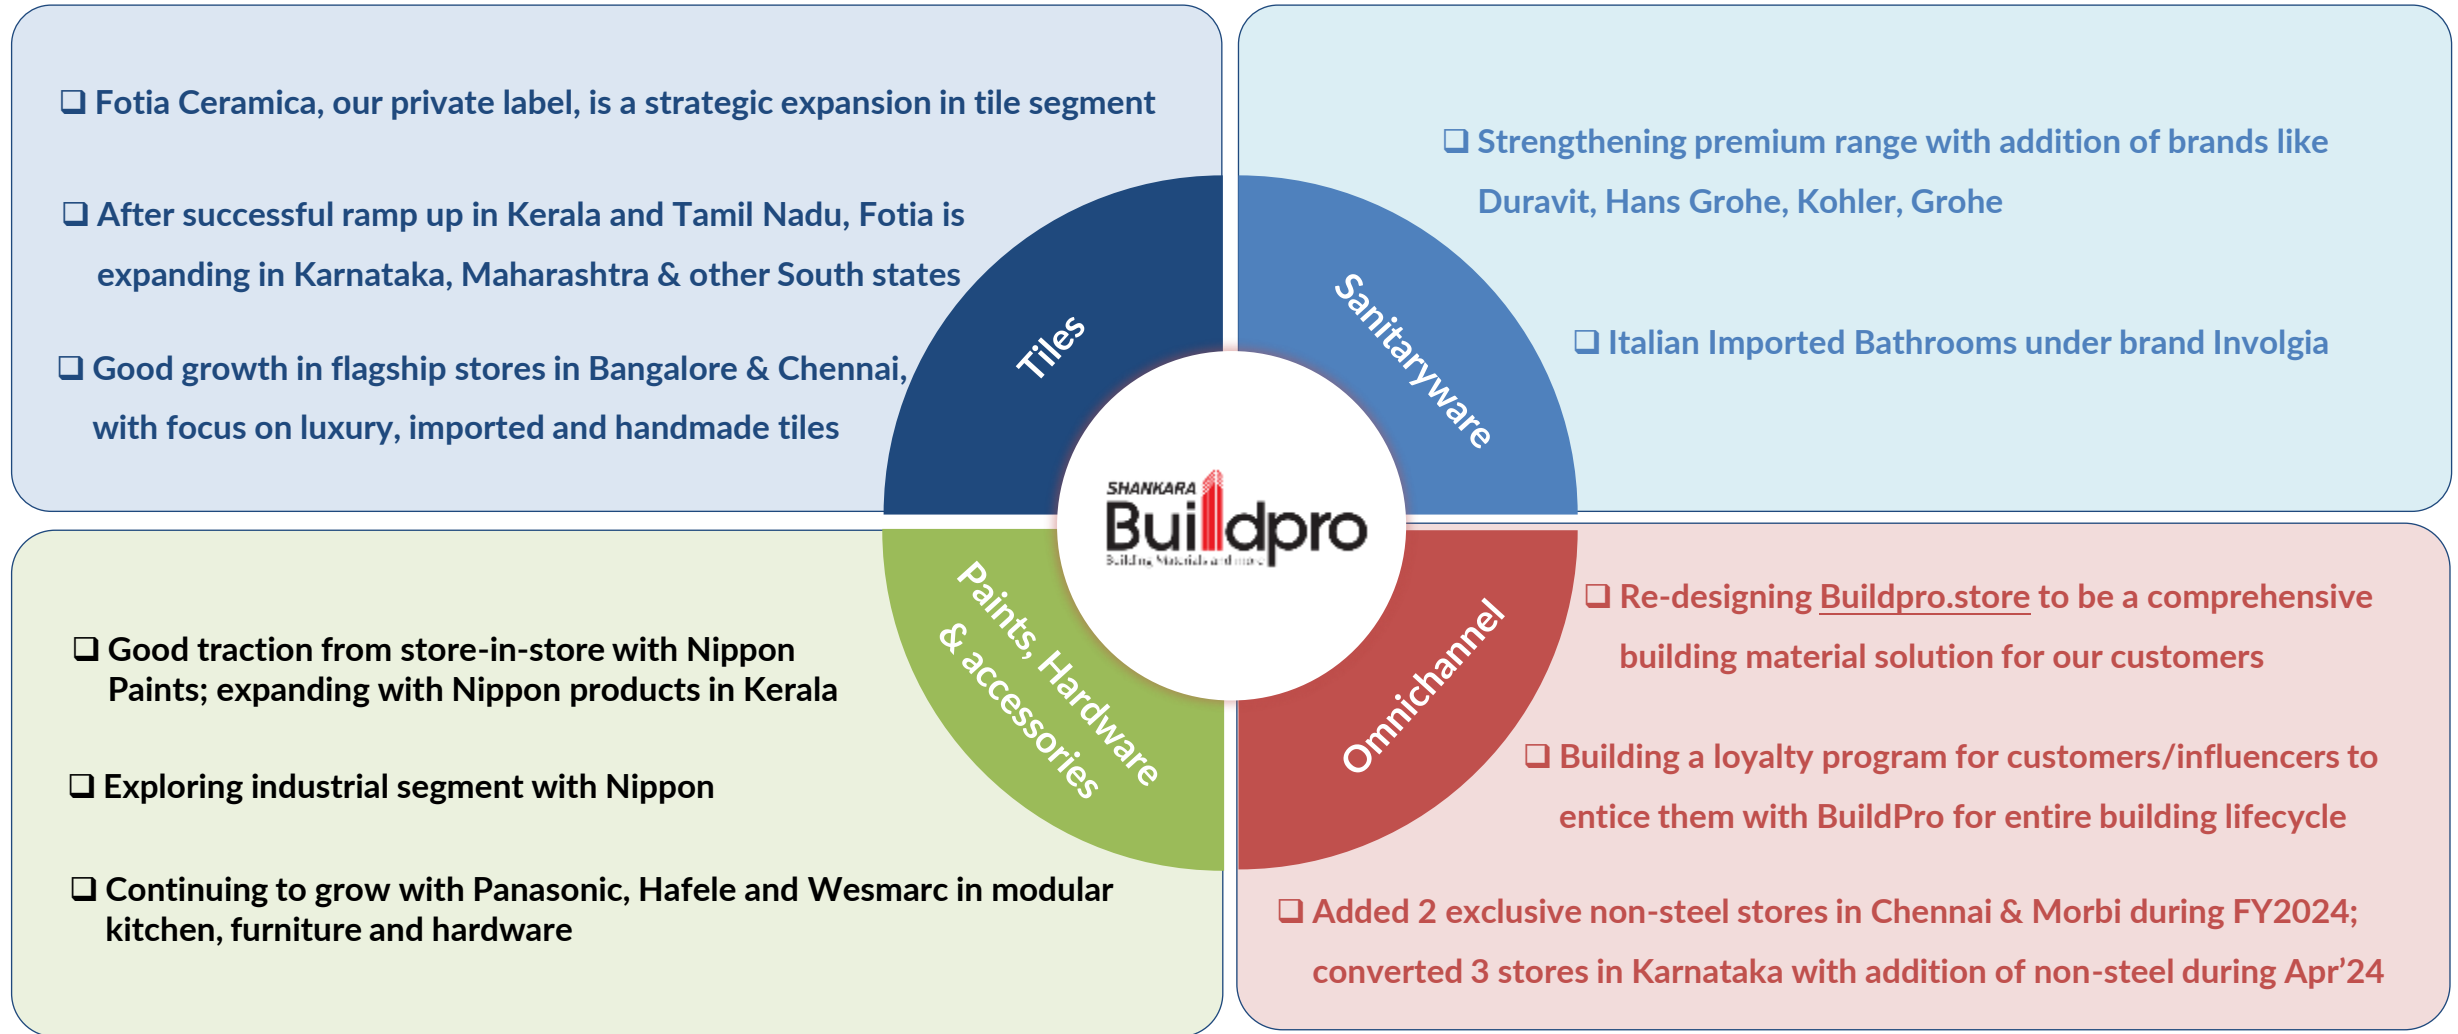 ❑ Fotia Ceramica, our private label, is a strategic expansion in tile segment
❑ After successful ramp up in Kerala and Tamil Nadu, Fotia is
expanding in Karnataka, Maharashtra & other South states
❑ Good growth in flagship stores in Bangalore & Chennai,
with focus on luxury, imported and handmade tiles
Tiles
❑ Strengthening premium range with addition of brands like
Duravit, Hans Grohe, Kohler, Grohe
❑ Italian Imported Bathrooms under brand Involgia
Sanitaryware
SHANKARA
Buildpro
Building Materials and more
❑ Good traction from store-in-store with Nippon
Paints; expanding with Nippon products in Kerala
❑ Exploring industrial segment with Nippon
❑ Continuing to grow with Panasonic, Hafele and Wesmarc in modular
kitchen, furniture and hardware
Paints, Hardware
& accessories
❑ Re-designing Buildpro.store to be a comprehensive
building material solution for our customers
❑ Building a loyalty program for customers/influencers to
entice them with BuildPro for entire building lifecycle
❑ Added 2 exclusive non-steel stores in Chennai & Morbi during FY2024;
converted 3 stores in Karnataka with addition of non-steel during Apr’24
Omnichannel